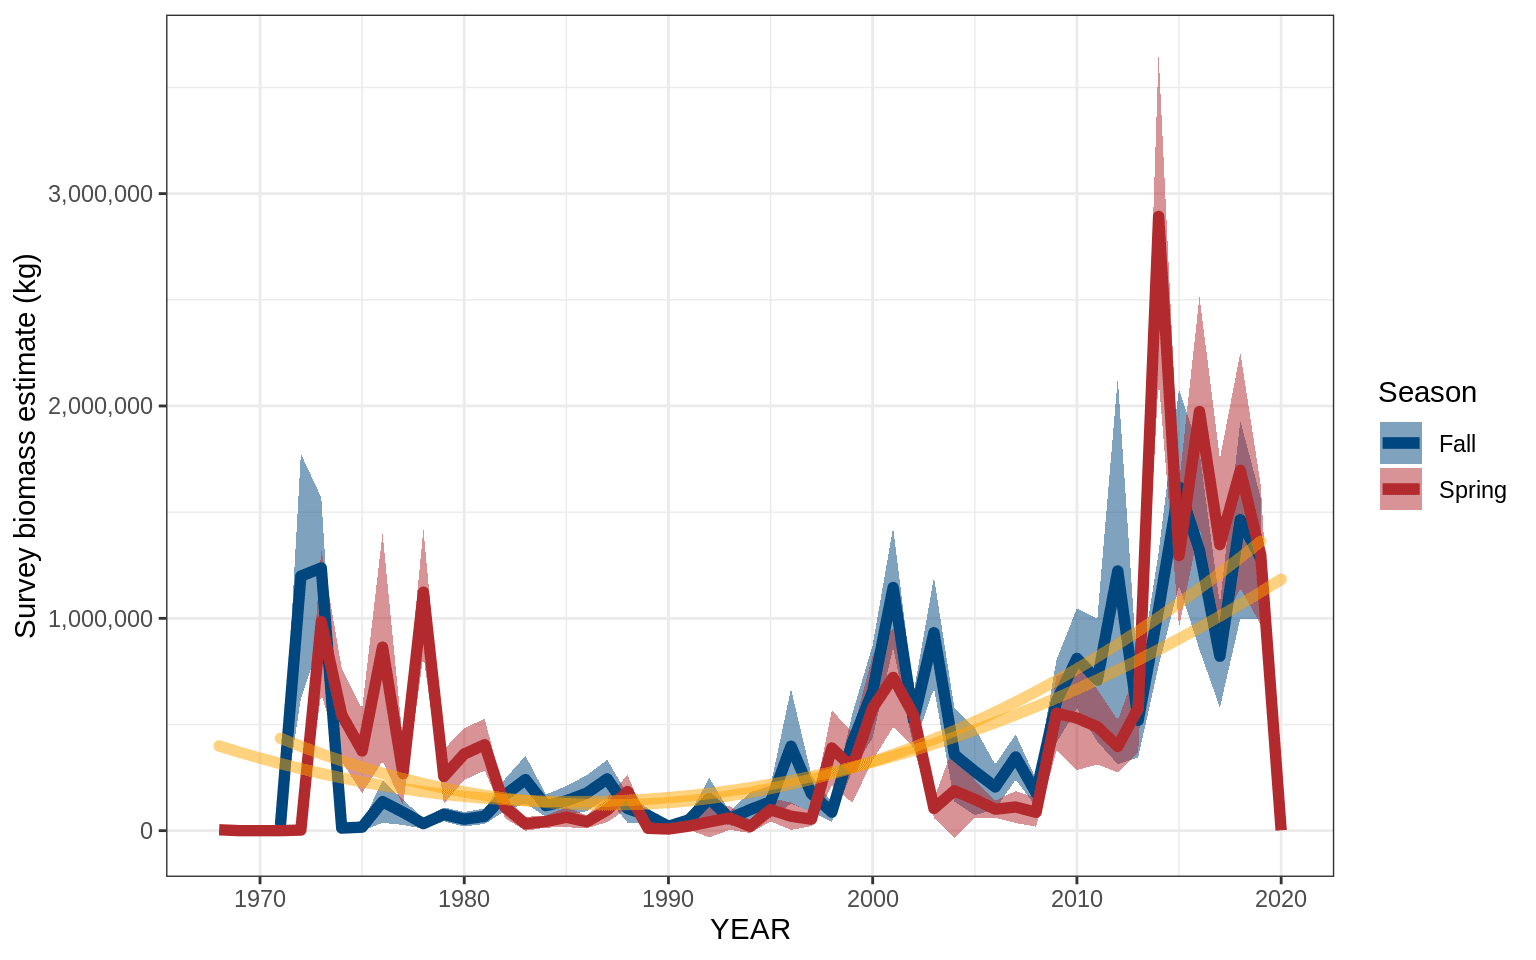 Survey biomass estimate (kg)
3,000,000
2,000,000
1,000,000
0
1970 1980 1990 2000 2010 2020
YEAR
Season
Fall
Spring